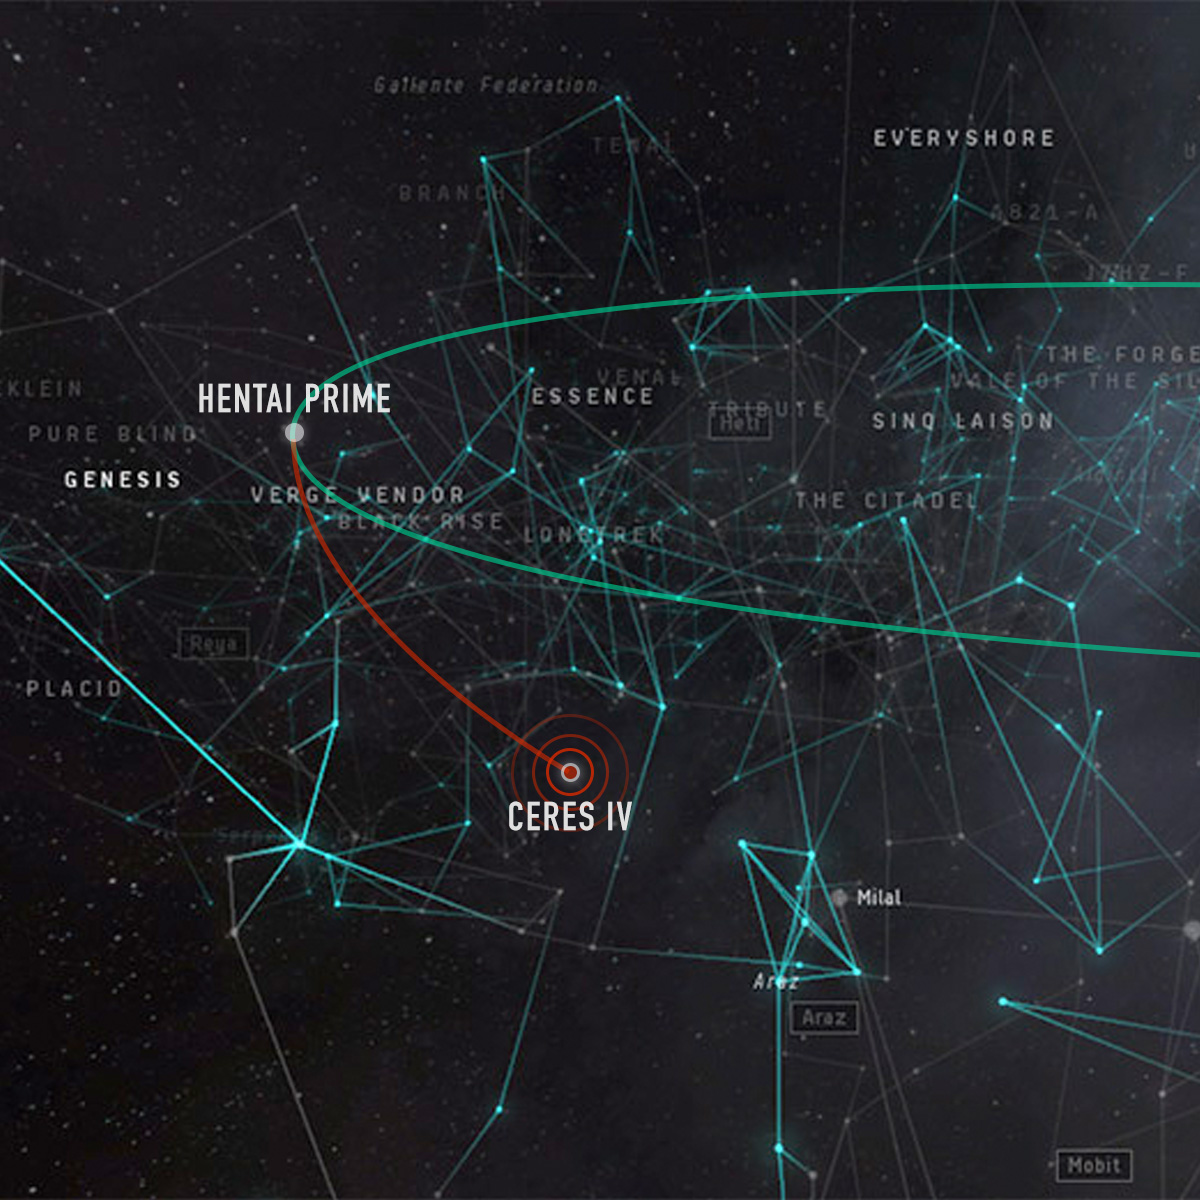 Gallente Federation
EVERYSHORE
TENAL
BRANCH
A821-A
J7HZ-F
THE FORGE
VENAL
VALE OF THE SIL
KLEIN
HENTAI PRIME
ESSENCE
TRIBUTE
Heti
SINQ LAISON
PURE BLIND
GENESIS
VERGE VENDOR
THE CITADEL
BLACK RISE
LONETREK
Reya
PLACID
CERES IV
Milal
Araz
Araz
Mobit